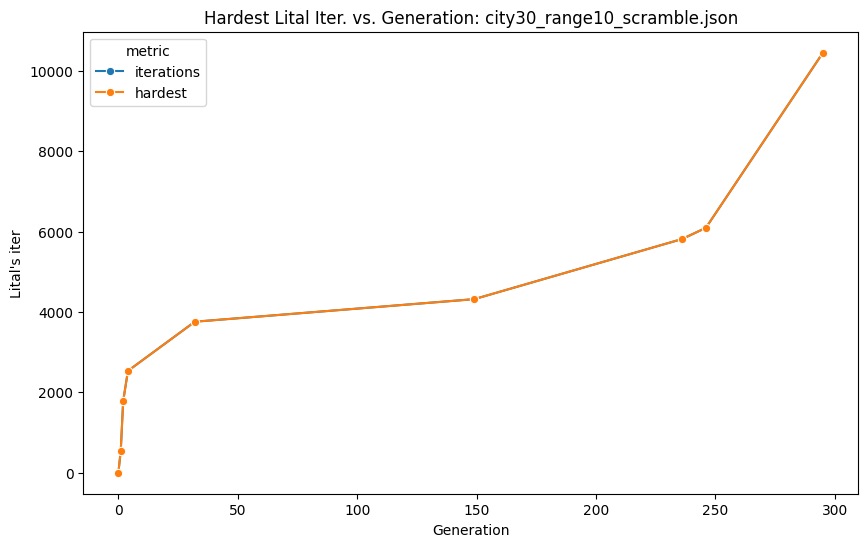 Hardest Lital Iter. vs. Generation: city30_range10_scramble.json
metric
iterations
hardest
10000
8000
6000
4000
2000
0
Lital's iter
0 50 100 150 200 250 300
Generation